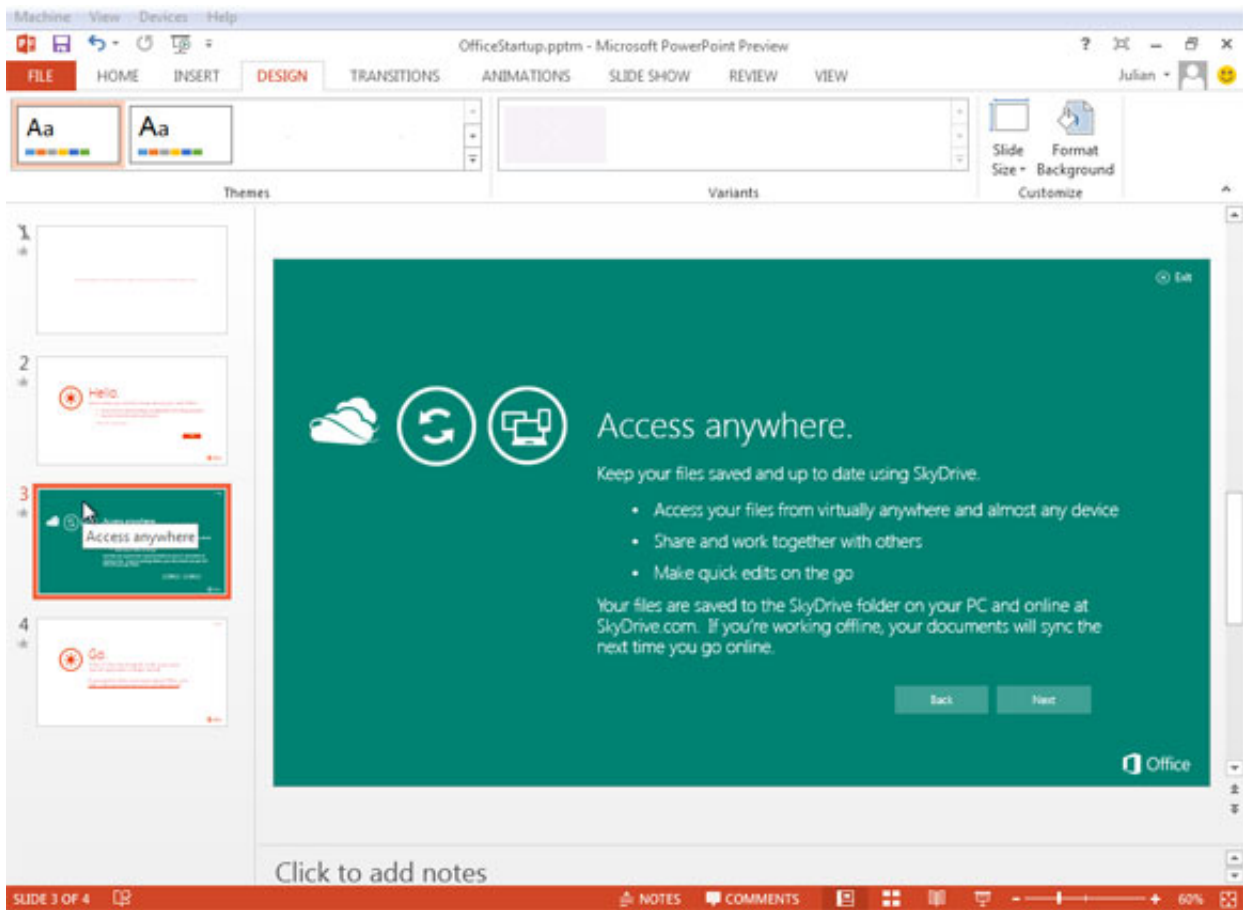 Machine View Devices Help
OfficeStartup.pptm - Microsoft PowerPoint Preview ?
FILE HOME INSERT DESIGN TRANSITIONS ANIMATIONS SLIDE SHOW REVIEW VIEW Julian
Aa Aa
Slide Size Format Background
Themes Variants Customize
1
2
Hello.
3
Access anywhere
4
Go.
Exit
Access anywhere.
Keep your files saved and up to date using SkyDrive.
• Access your files from virtually anywhere and almost any device
• Share and work together with others
• Make quick edits on the go
Your files are saved to the SkyDrive folder on your PC and online at
SkyDrive.com. If you're working offline, your documents will sync the
next time you go online.
Back Next
Office
Click to add notes
SLIDE 3 OF 4 NOTES COMMENTS 60%